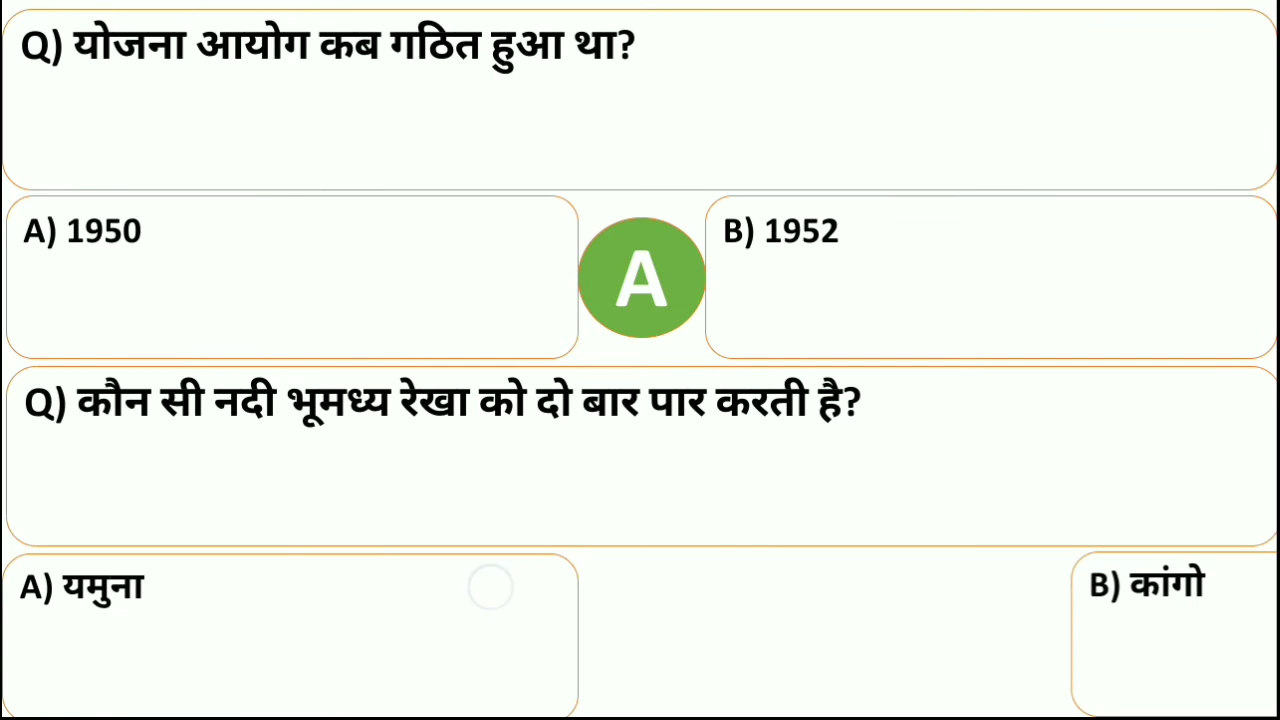 Q) योजना आयोग कब गठित हुआ था?
A) 1950
A
B) 1952
Q) कौन सी नदी भूमध्य रेखा को दो बार पार करती है?
A) यमुना
B) कांगो